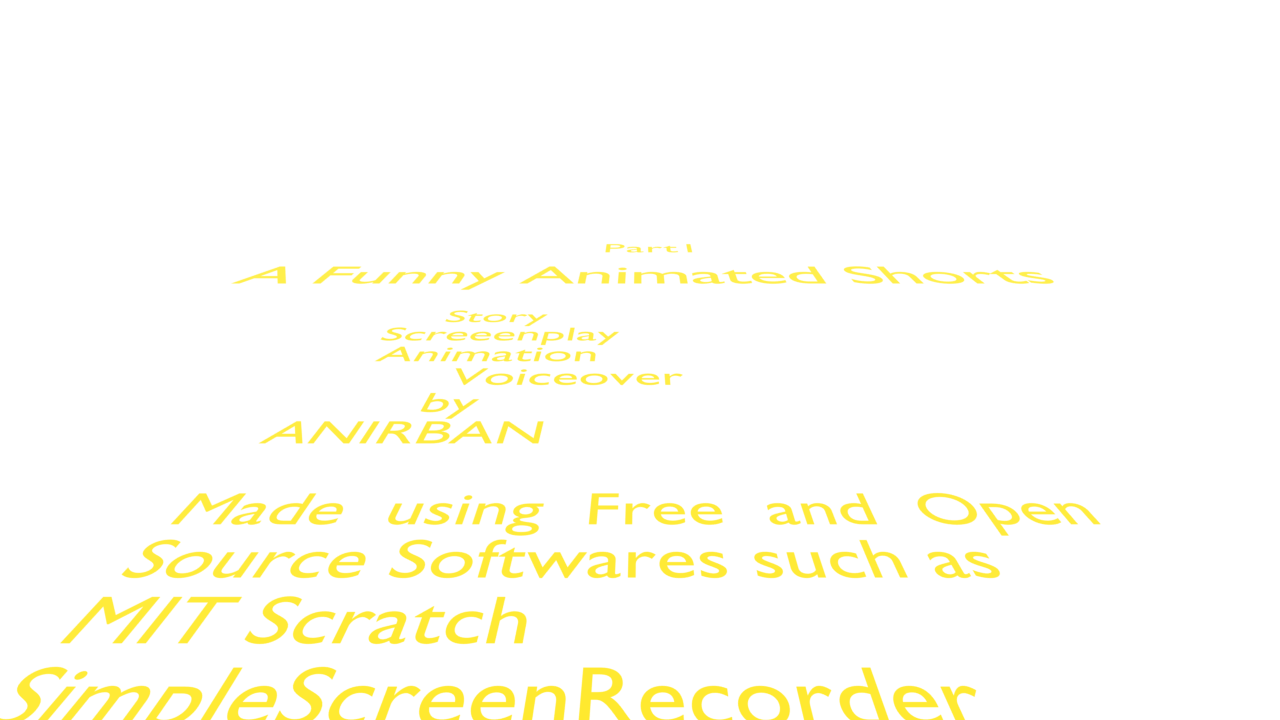 Part I
A Funny Animated Shorts
Story
Screeenplay
Animation
Voiceover
by
ANIRBAN
Made using Free and Open
Source Softwares such as
MIT Scratch
SimpleScreenRecorder